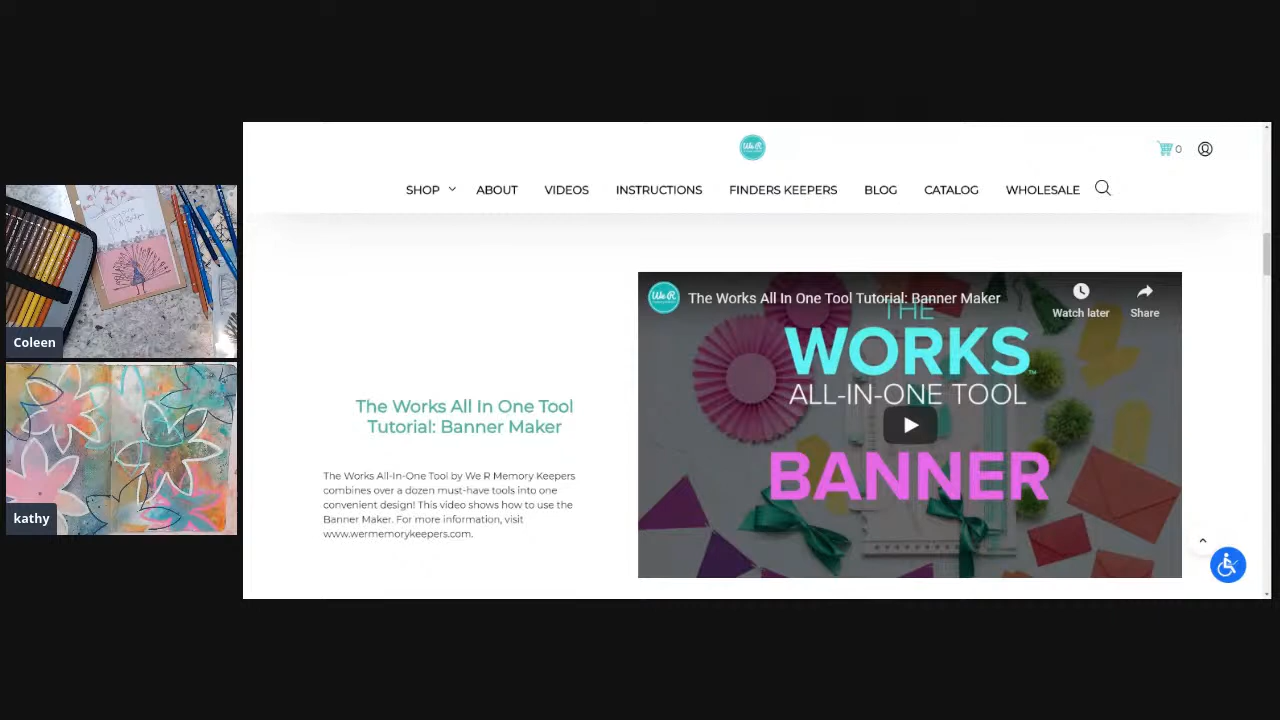 Coleen
kathy
We R
0
SHOP ABOUT VIDEOS INSTRUCTIONS FINDERS KEEPERS BLOG CATALOG WHOLESALE
The Works All In One Tool
Tutorial: Banner Maker
The Works All-In-One Tool by We R Memory Keepers
combines over a dozen must-have tools into one
convenient design! This video shows how to use the
Banner Maker. For more information, visit
www.wermemorykeepers.com.
We R
The Works All In One Tool Tutorial: Banner Maker
Watch later
Share
THE
WORKS™
ALL-IN-ONE TOOL
BANNER